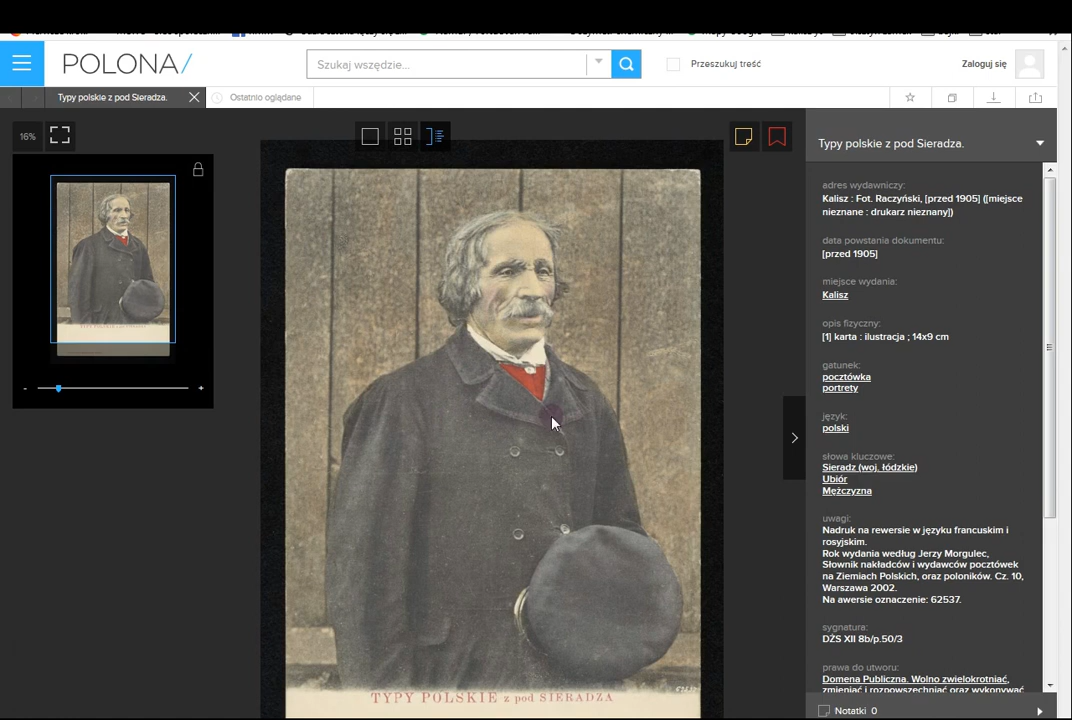 POLONA/
Szukaj wszędzie...
Przeszukuj treść
Zaloguj się
Typy polskie z pod Sieradza.
Ostatnio oglądane
16%
Typy polskie z pod Sieradza.
adres wydawniczy:
Kalisz : Fot. Raczyński, [przed 1905] ([miejsce
nieznane : drukarz nieznany])
data powstania dokumentu:
[przed 1905]
miejsce wydania:
Kalisz
opis fizyczny:
[1] karta : ilustracja ; 14x9 cm
gatunek:
pocztówka
portrety
język:
polski
słowa kluczowe:
Sieradz (woj. łódzkie)
Ubiór
Mężczyzna
uwagi:
Nadruk na rewersie w języku francuskim i
rosyjskim.
Rok wydania według Jerzy Morgulec,
Słownik nakładców i wydawców pocztówek
na Ziemiach Polskich, oraz poloników. Cz. 10,
Warszawa 2002.
Na awersie oznaczenie: 62537.
sygnatura:
DŻS XII 8b/p.50/3
prawa do utworu:
Domena Publiczna. Wolno zwielokrotniać,
zmieniać i rozpowszechniać oraz wykonywać
Notatki 0
TYPY POLSKIE z pod SIERADZA